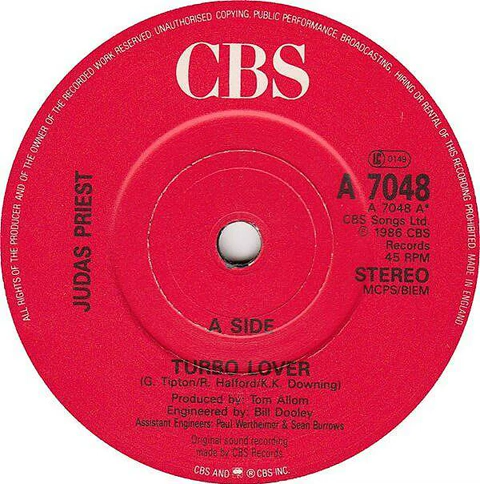 ALL RIGHTS OF THE PRODUCER AND OF THE OWNER OF THE RECORDED WORK RESERVED. UNAUTHORISED COPYING, PUBLIC PERFORMANCE, BROADCASTING, HIRING OR RENTAL OF THIS RECORDING PROHIBITED. MADE IN ENGLAND.
CBS
JUDAS PRIEST
LC 0149
A 7048
A 7048 A*
CBS Songs Ltd.
℗ 1986 CBS
Records
45 RPM
STEREO
MCPS/BIEM
A SIDE
TURBO LOVER
(G. Tipton/R. Halford/K.K. Downing)
Produced by: Tom Allom
Engineered by: Bill Dooley
Assistant Engineers: Paul Wertheimer & Sean Burrows
Original sound recording
made by CBS Records
CBS AND ® CBS INC.